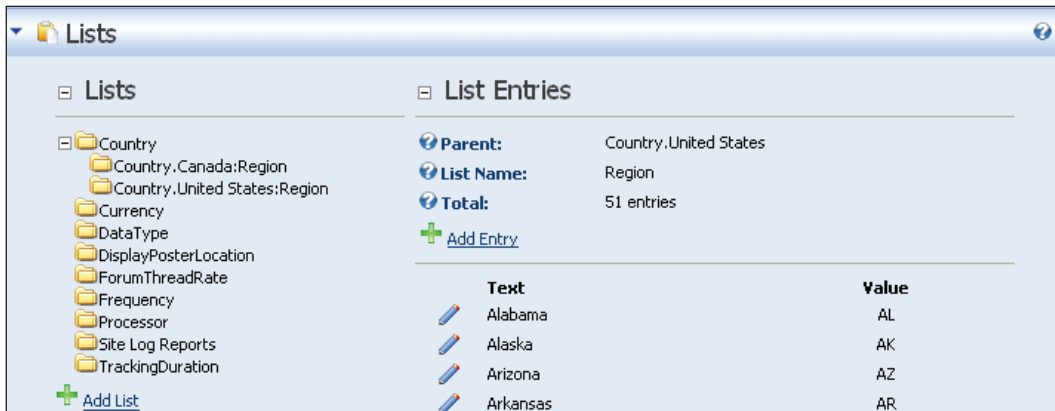 Lists
Lists
Country
Country.Canada:Region
Country.United States:Region
Currency
DataType
DisplayPosterLocation
ForumThreadRate
Frequency
Processor
Site Log Reports
TrackingDuration
Add List
List Entries
Parent: Country.United States
List Name: Region
Total: 51 entries
Add Entry
Text Value
Alabama AL
Alaska AK
Arizona AZ
Arkansas AR